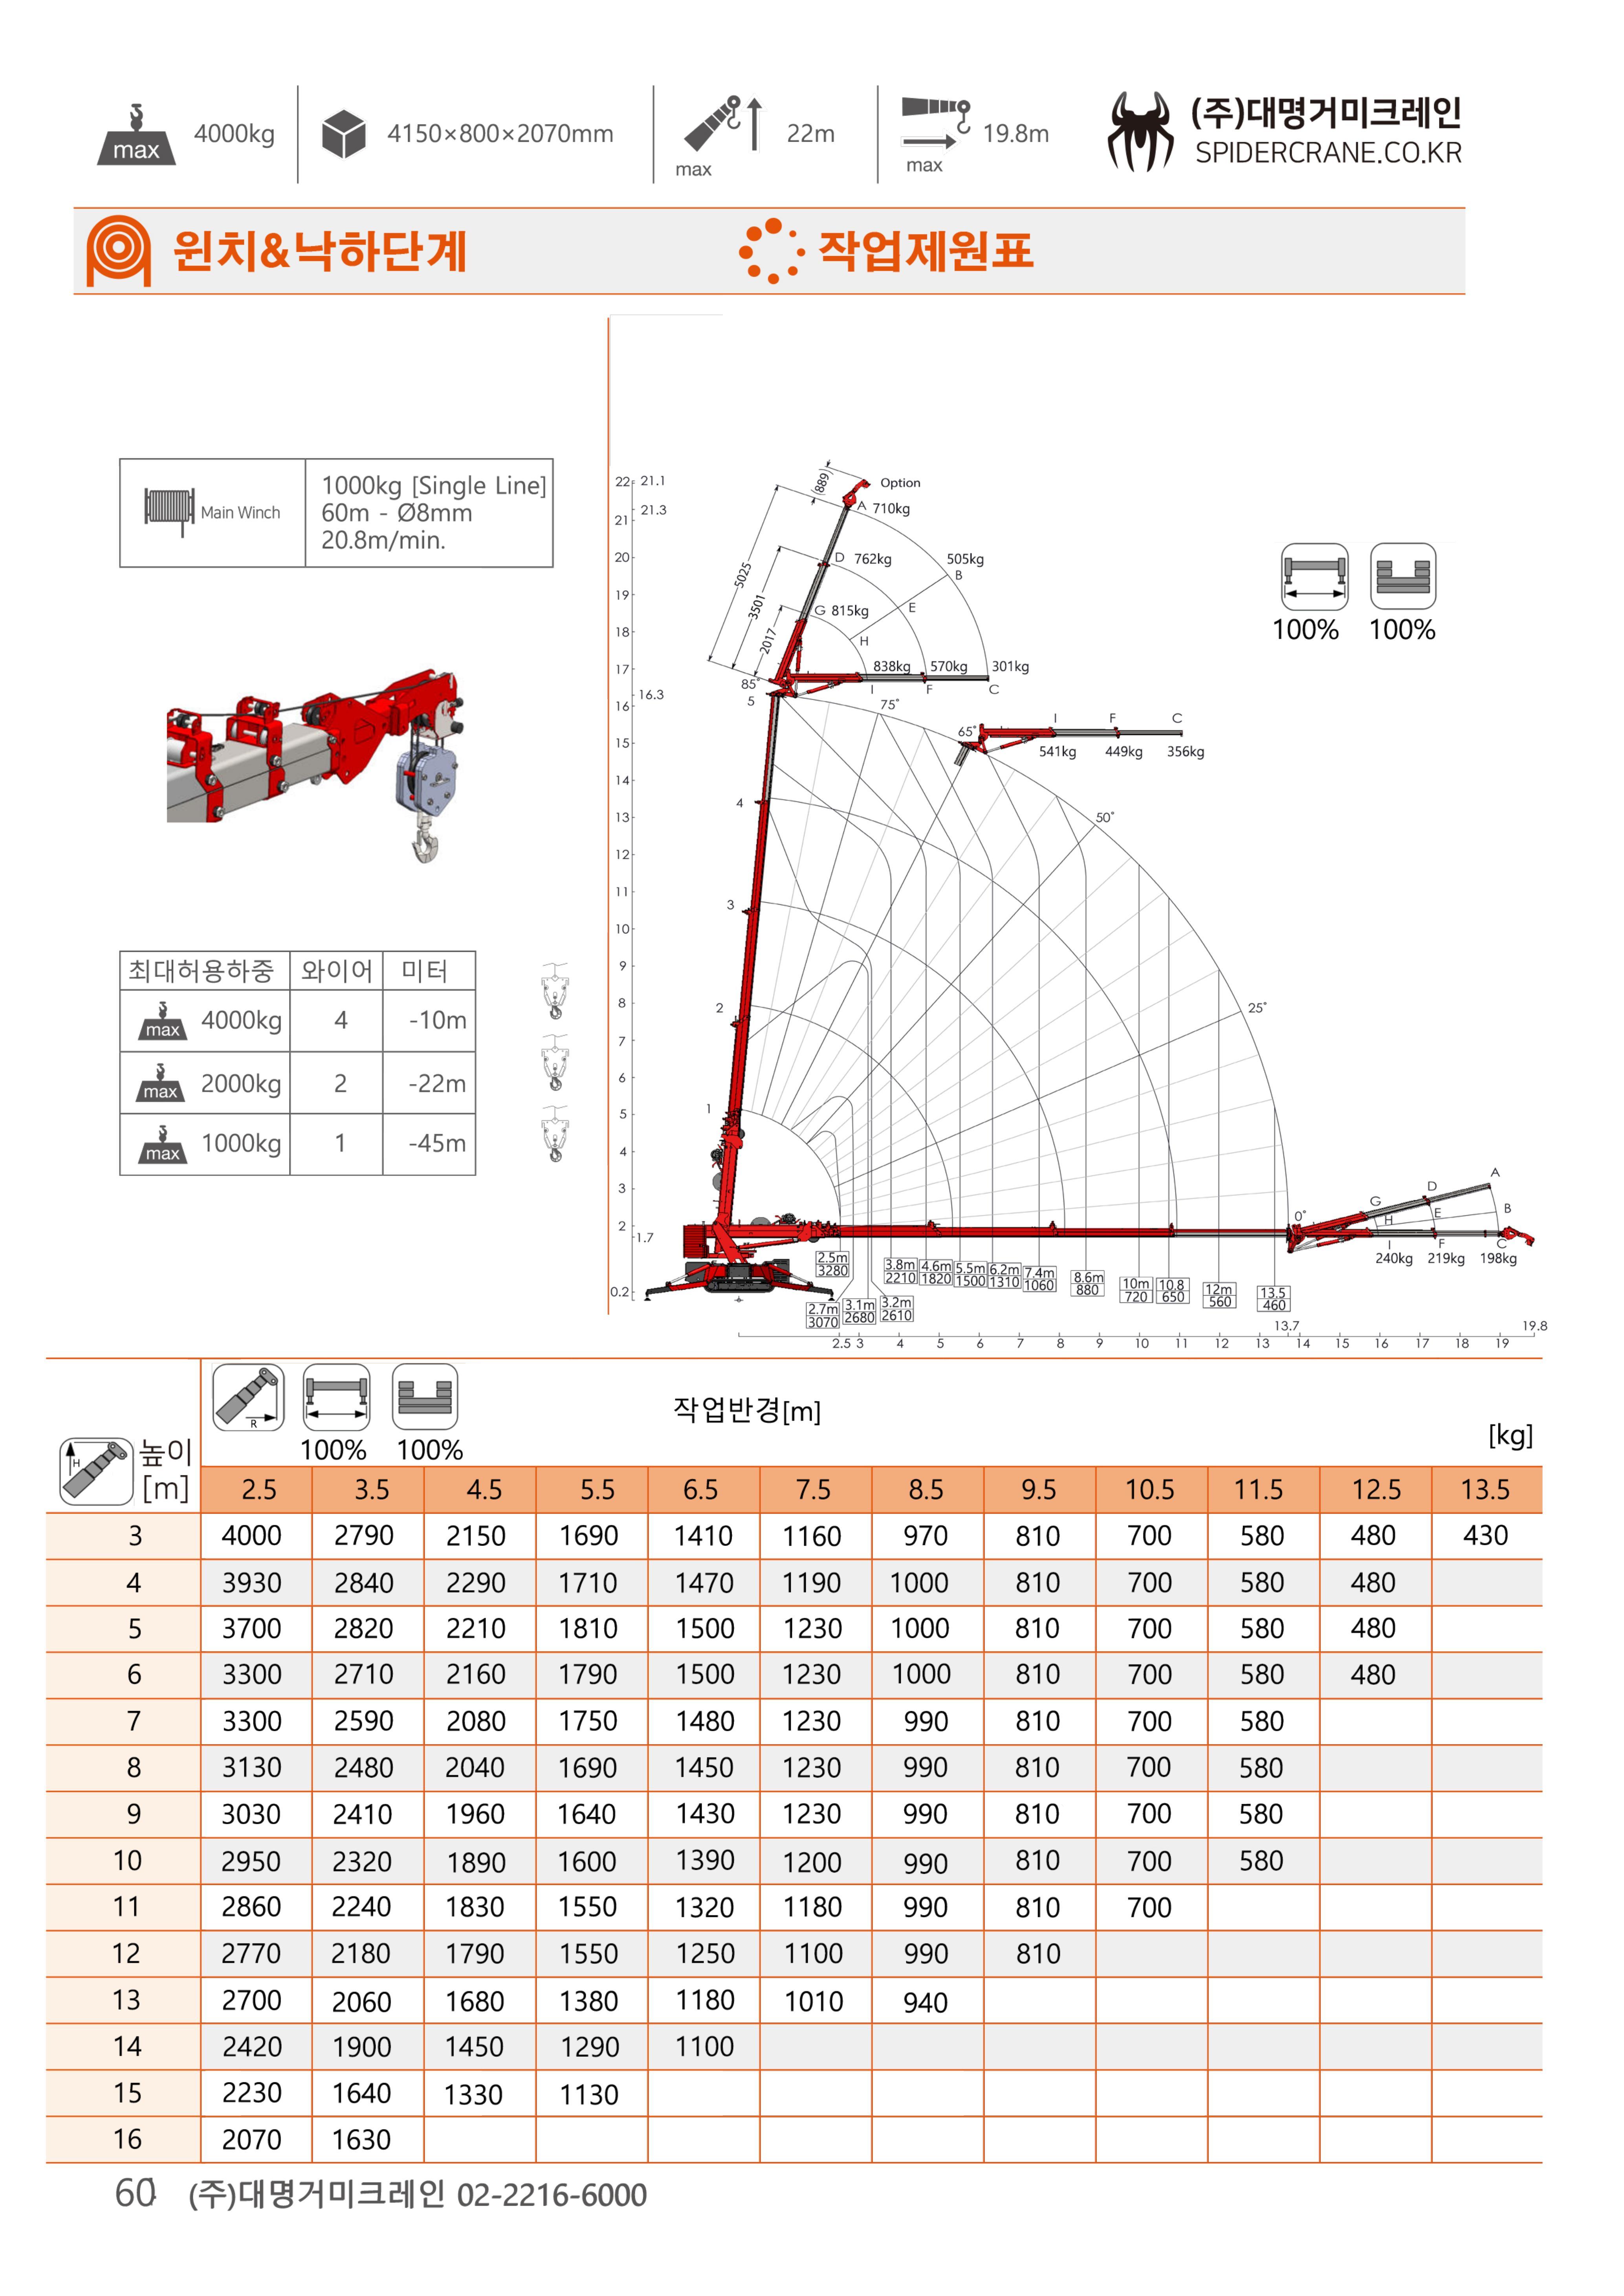 max 4000kg
4150×800×2070mm
max 22m
max 19.8m
(주)대명거미크레인
SPIDERCRANE.CO.KR
윈치&낙하단계
작업제원표
Main Winch
1000kg [Single Line]
60m - Ø8mm
20.8m/min.
최대허용하중 와이어 미터
max 4000kg 4 -10m
max 2000kg 2 -22m
max 1000kg 1 -45m
22 21.1
21.3
21
20
19
18
17
16.3
16
15
14
13
12
11
10
9
8
7
6
5
4
3
2
1.7
0.2
(889)
Option
A 710kg
5025
3501
2017
D 762kg
505kg
B
E
G 815kg
H
838kg 570kg 301kg
I F C
85°
5
75°
65°
I F C
541kg 449kg 356kg
4
50°
3
2
25°
1
0°
A
D
G
B
E
H
I F C
240kg 219kg 198kg
100% 100%
2.5m
3280
2.7m
3070
3.1m
2680
3.2m
2610
3.8m
2210
4.6m
1820
5.5m
1500
6.2m
1310
7.4m
1060
8.6m
880
10m
720
10.8
650
12m
560
13.5
460
13.7 19.8
2.5 3 4 5 6 7 8 9 10 11 12 13 14 15 16 17 18 19
R
100% 100%
작업반경[m]
[kg]
H 높이
[m]
2.5 3.5 4.5 5.5 6.5 7.5 8.5 9.5 10.5 11.5 12.5 13.5
3 4000 2790 2150 1690 1410 1160 970 810 700 580 480 430
4 3930 2840 2290 1710 1470 1190 1000 810 700 580 480
5 3700 2820 2210 1810 1500 1230 1000 810 700 580 480
6 3300 2710 2160 1790 1500 1230 1000 810 700 580 480
7 3300 2590 2080 1750 1480 1230 990 810 700 580
8 3130 2480 2040 1690 1450 1230 990 810 700 580
9 3030 2410 1960 1640 1430 1230 990 810 700 580
10 2950 2320 1890 1600 1390 1200 990 810 700 580
11 2860 2240 1830 1550 1320 1180 990 810 700
12 2770 2180 1790 1550 1250 1100 990 810
13 2700 2060 1680 1380 1180 1010 940
14 2420 1900 1450 1290 1100
15 2230 1640 1330 1130
16 2070 1630
(주)대명거미크레인 02-2216-6000